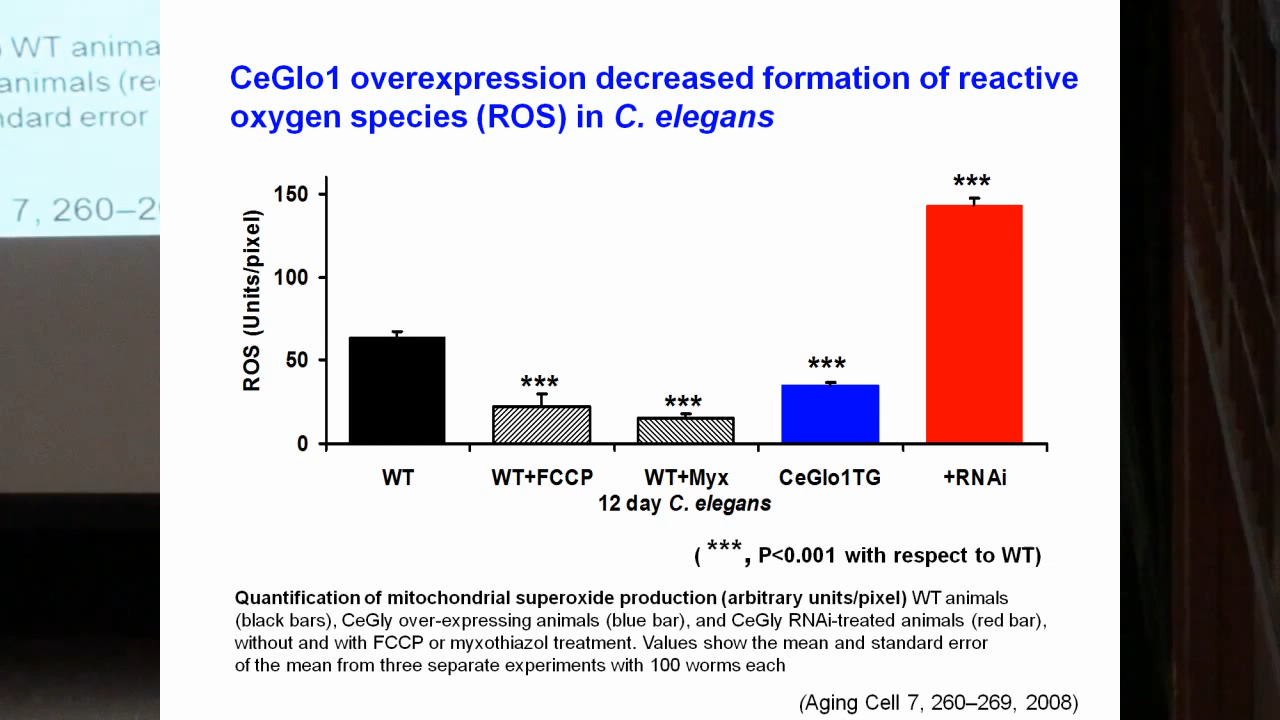 WT anima
animals (re
ndard error
7, 260–2
CeGlo1 overexpression decreased formation of reactive
oxygen species (ROS) in C. elegans
ROS (Units/pixel)
150
100
50
0
***
***
***
***
WT
WT+FCCP
WT+Myx
CeGlo1TG
+RNAi
12 day C. elegans
( ***, P<0.001 with respect to WT)
Quantification of mitochondrial superoxide production (arbitrary units/pixel) WT animals
(black bars), CeGly over-expressing animals (blue bar), and CeGly RNAi-treated animals (red bar),
without and with FCCP or myxothiazol treatment. Values show the mean and standard error
of the mean from three separate experiments with 100 worms each
(Aging Cell 7, 260–269, 2008)